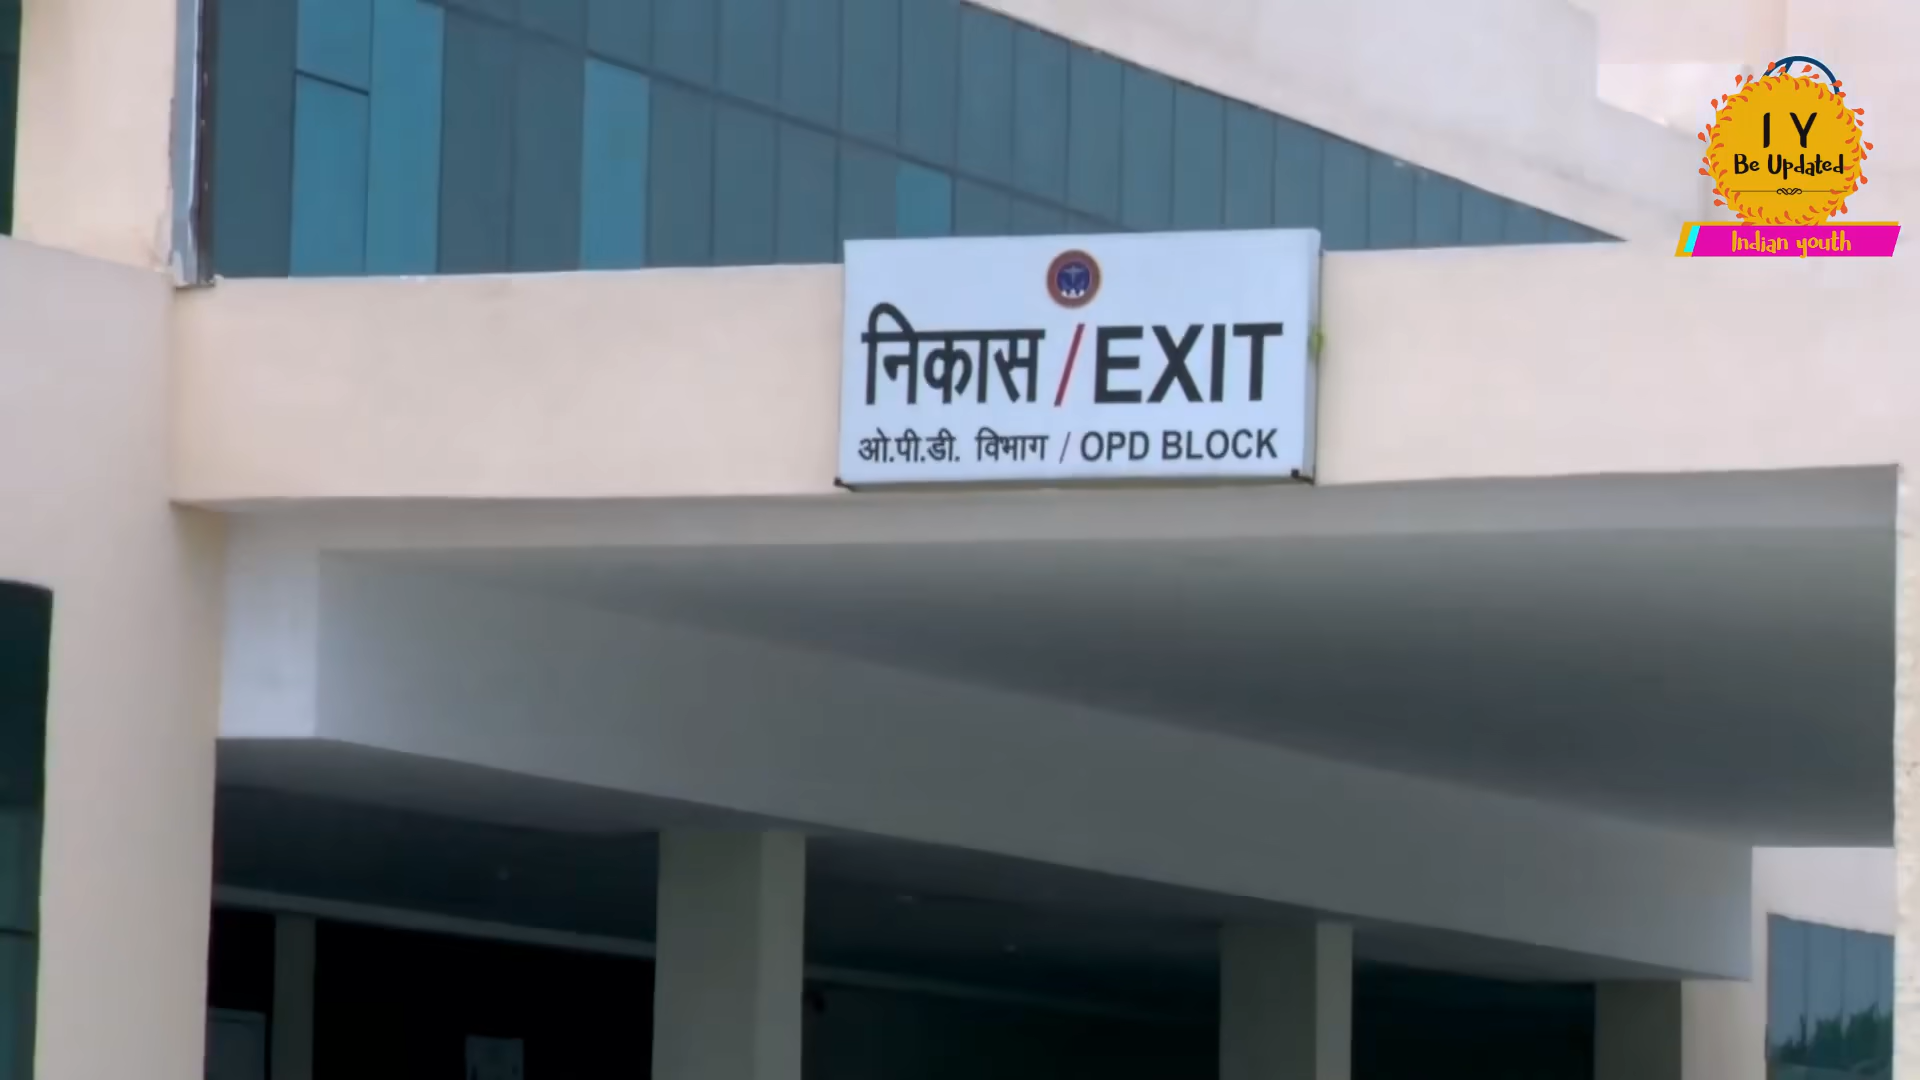 निकास / EXIT
ओ.पी.डी. विभाग / OPD BLOCK
I Y
Be Updated
Indian youth